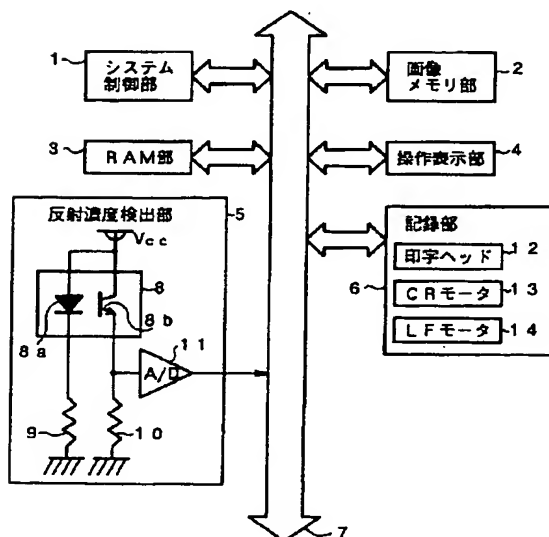 1
システム
制御部
画像
メモリ部
2
3
RAM部
操作表示部
4
反射濃度検出部
5
Vcc
8
8a
8b
11
A/D
9
10
記録部
6
印字ヘッド
12
CRモータ
13
LFモータ
14
7